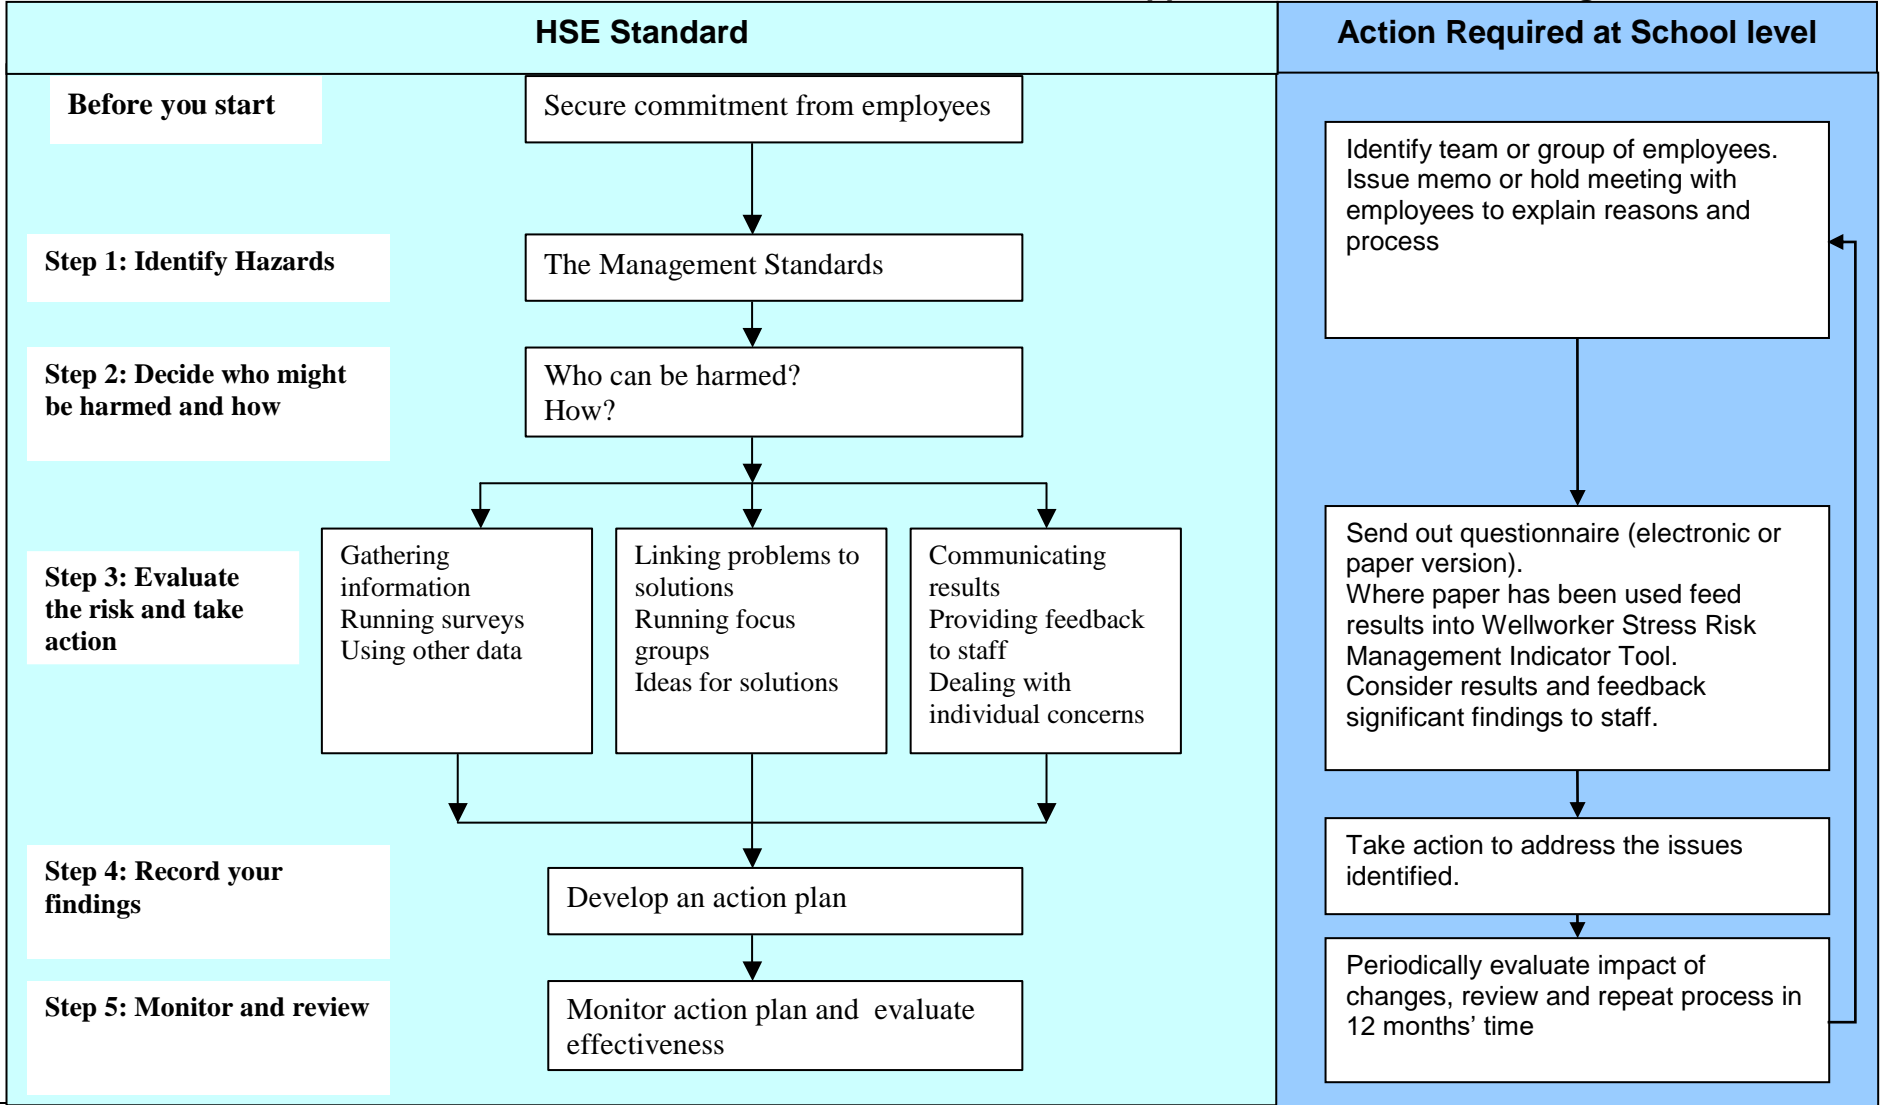 HSE Standard
Action Required at School level
Before you start
Secure commitment from employees
Identify team or group of employees.
Issue memo or hold meeting with
employees to explain reasons and
process
Step 1: Identify Hazards
The Management Standards
Step 2: Decide who might
be harmed and how
Who can be harmed?
How?
Step 3: Evaluate
the risk and take
action
Gathering
information
Running surveys
Using other data
Linking problems to
solutions
Running focus
groups
Ideas for solutions
Communicating
results
Providing feedback
to staff
Dealing with
individual concerns
Send out questionnaire (electronic or
paper version).
Where paper has been used feed
results into Wellworker Stress Risk
Management Indicator Tool.
Consider results and feedback
significant findings to staff.
Take action to address the issues
identified.
Step 4: Record your
findings
Develop an action plan
Step 5: Monitor and review
Monitor action plan and  evaluate
effectiveness
Periodically evaluate impact of
changes, review and repeat process in
12 months’ time